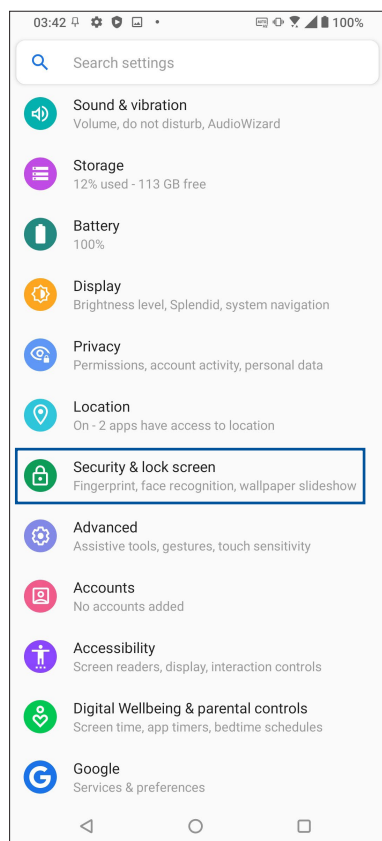 03:42 100%
Search settings
Sound & vibration
Volume, do not disturb, AudioWizard
Storage
12% used - 113 GB free
Battery
100%
Display
Brightness level, Splendid, system navigation
Privacy
Permissions, account activity, personal data
Location
On - 2 apps have access to location
Security & lock screen
Fingerprint, face recognition, wallpaper slideshow
Advanced
Assistive tools, gestures, touch sensitivity
Accounts
No accounts added
Accessibility
Screen readers, display, interaction controls
Digital Wellbeing & parental controls
Screen time, app timers, bedtime schedules
Google
Services & preferences